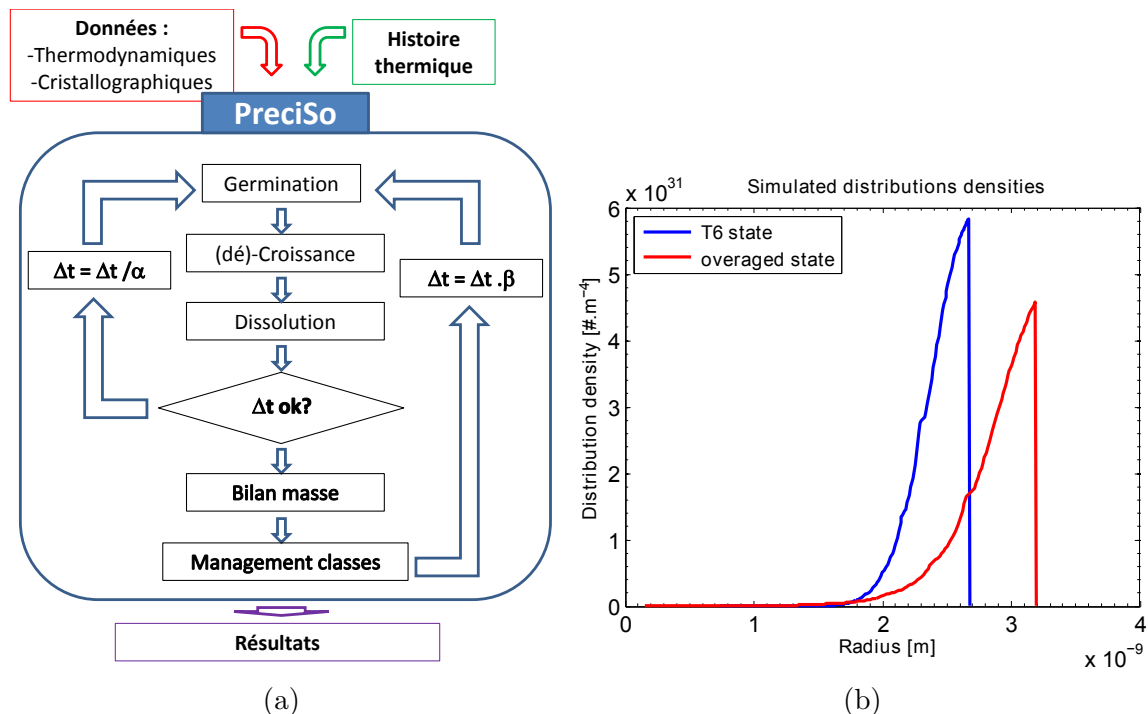 Données :
-Thermodynamiques
-Cristallographiques
Histoire
thermique
PreciSo
Germination
(dé)-Croissance
Dissolution
Δt ok?
Δt = Δt /α
Δt = Δt .β
Bilan masse
Management classes
Résultats
(a)
Simulated distributions densities
x 10^31
T6 state
overaged state
Distribution density [#.m^−4]
6
5
4
3
2
1
0
0 1 2 3 4
Radius [m]
x 10^−9
(b)